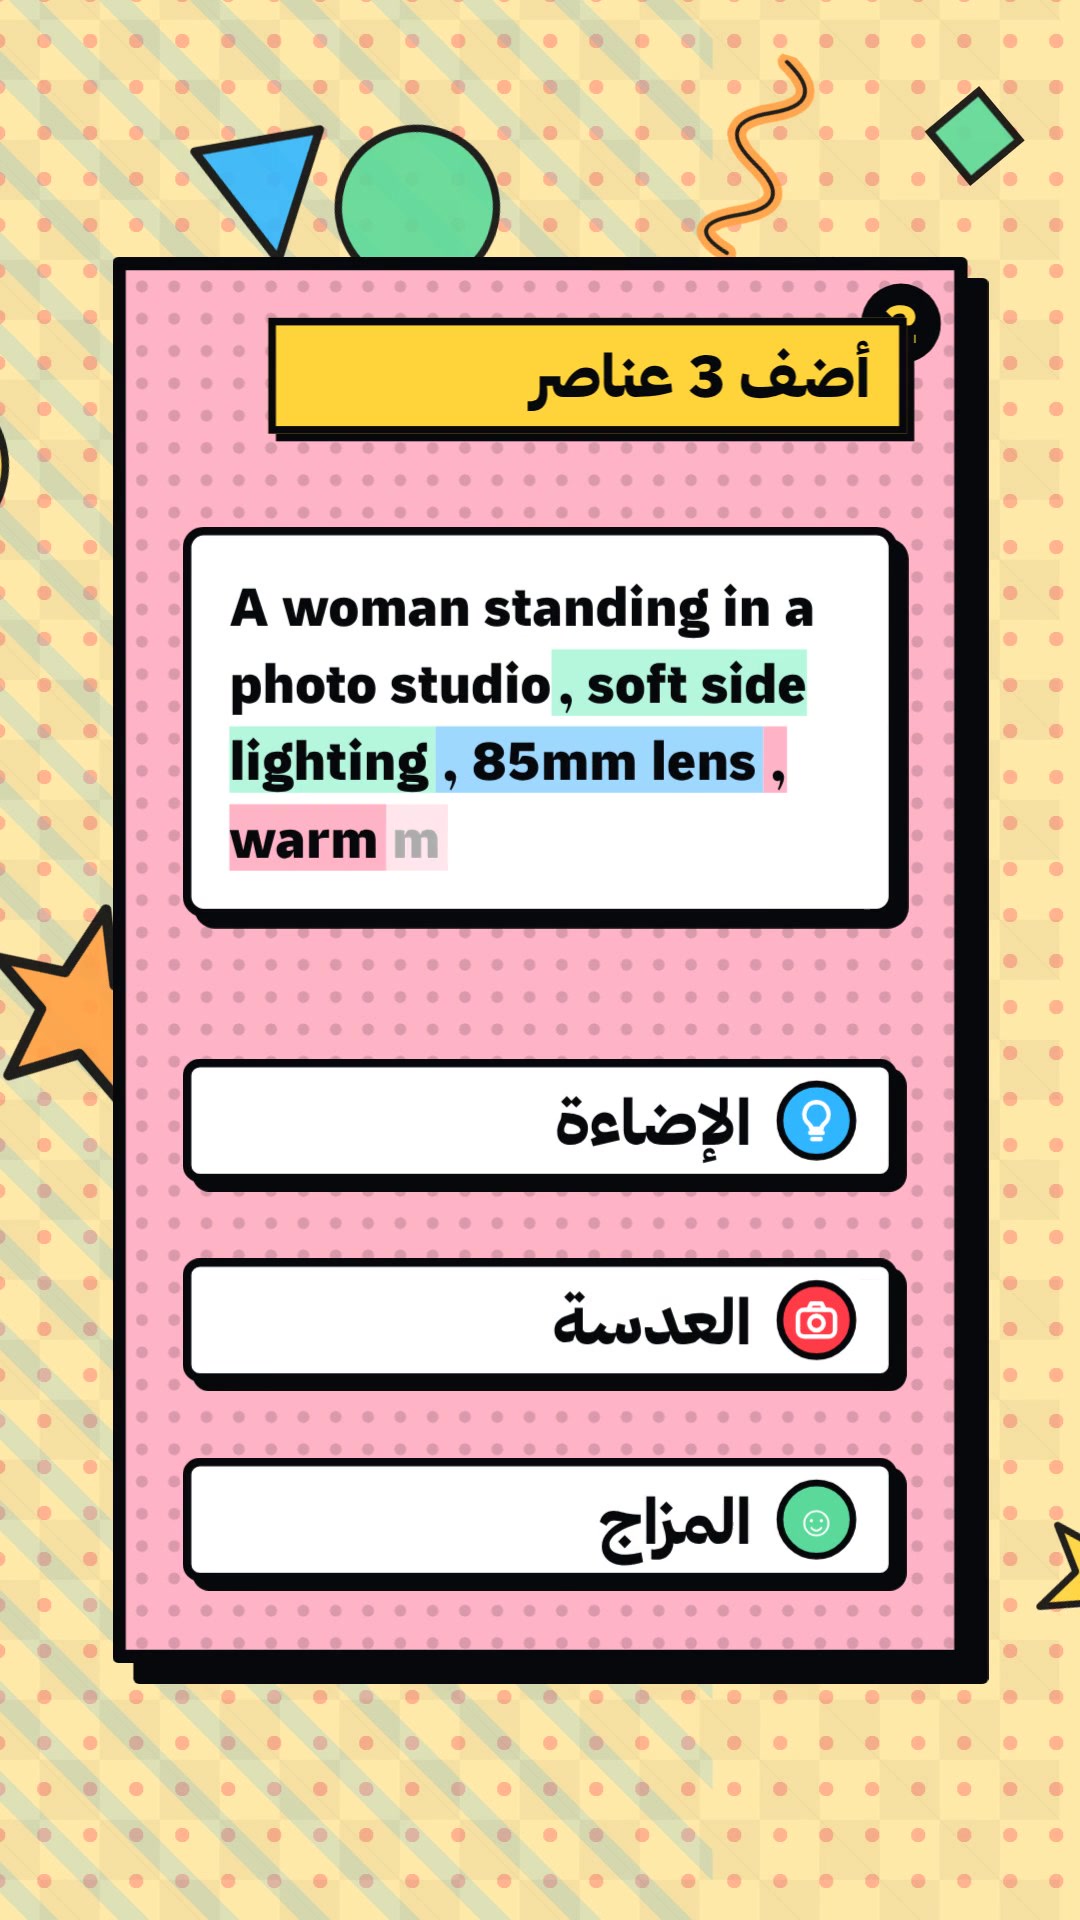 أضف 3 عناصر
A woman standing in a
photo studio, soft side
lighting, 85mm lens,
warm m
الإضاءة
العدسة
المزاج